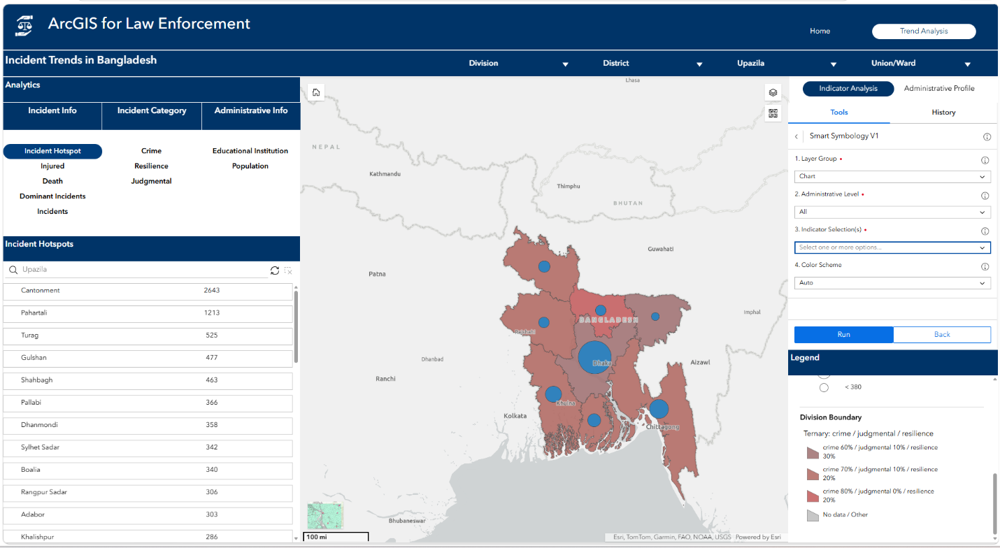 ArcGIS for Law Enforcement
Home
Trend Analysis
Incident Trends in Bangladesh
Division
District
Upazila
Union/Ward
Analytics
Incident Info
Incident Category
Administrative Info
Incident Hotspot
Crime
Educational Institution
Injured
Resilience
Population
Death
Judgmental
Dominant Incidents
Incidents
Incident Hotspots
Upazila
Cantonment 2643
Pahartali 1213
Turag 525
Gulshan 477
Shahbagh 463
Pallabi 366
Dhanmondi 358
Sylhet Sadar 342
Boalia 340
Rangpur Sadar 306
Adabor 303
Khalishpur 286
Lhasa
NEPAL
Kathmandu
Thimphu
BHUTAN
Guwahati
Patna
Imphal
BANGLADESH
Rajshahi
Dhanbad
Dhaka
Aizawl
Ranchi
Khulna
Kolkata
Chittagong
Bhubaneswar
100 mi
Esri, TomTom, Garmin, FAO, NOAA, USGS Powered by Esri
Indicator Analysis
Administrative Profile
Tools
History
Smart Symbology V1
1. Layer Group
Chart
2. Administrative Level
All
3. Indicator Selection(s)
Select one or more options...
4. Color Scheme
Auto
Run
Back
Legend
< 380
Division Boundary
Ternary: crime / judgmental / resilience
crime 60% / judgmental 10% / resilience
30%
crime 70% / judgmental 10% / resilience
20%
crime 80% / judgmental 0% / resilience
20%
No data / Other